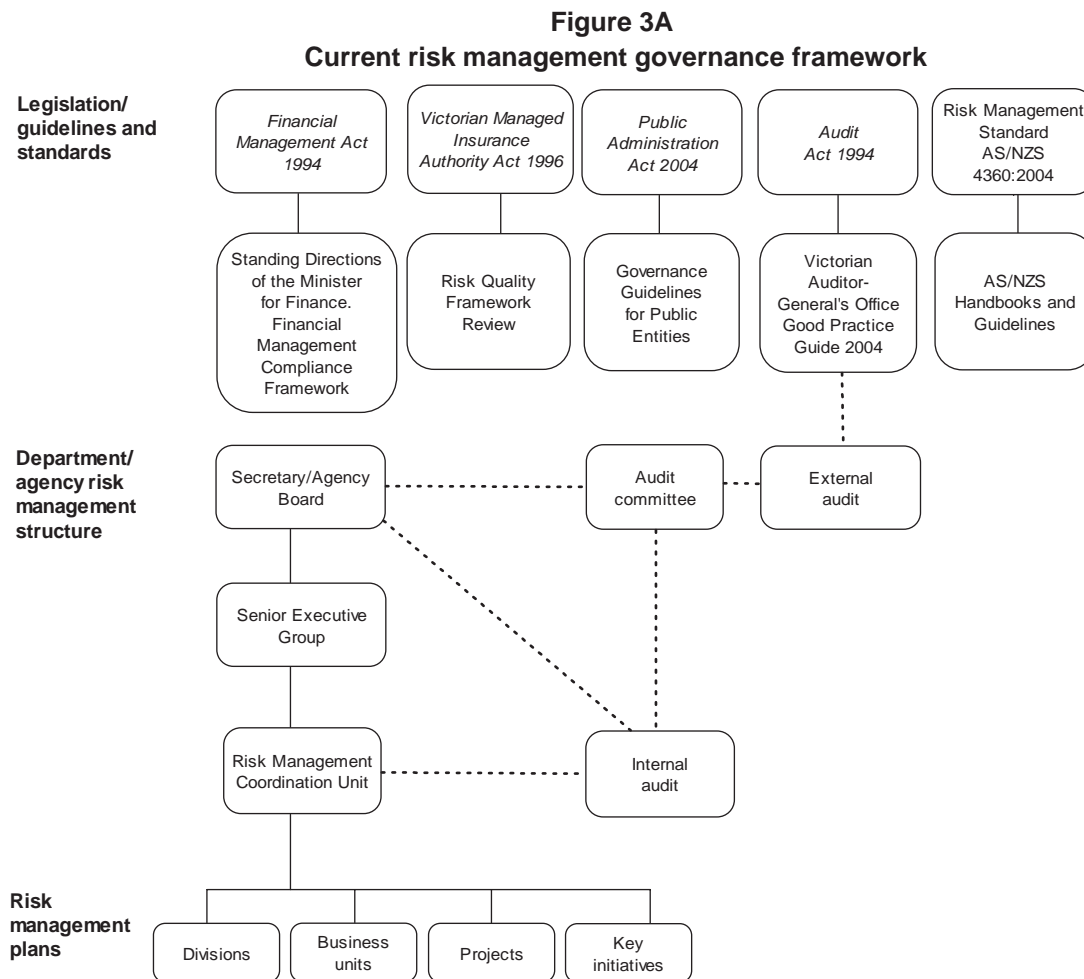 Figure 3A
Current risk management governance framework
Legislation/
guidelines and
standards
Financial
Management Act
1994
Victorian Managed
Insurance
Authority Act 1996
Public
Administration
Act 2004
Audit
Act 1994
Risk Management
Standard
AS/NZS
4360:2004
Standing Directions
of the Minister
for Finance.
Financial
Management
Compliance
Framework
Risk Quality
Framework
Review
Governance
Guidelines
for Public
Entities
Victorian
Auditor-
General's Office
Good Practice
Guide 2004
AS/NZS
Handbooks and
Guidelines
Department/
agency risk
management
structure
Secretary/Agency
Board
Audit
committee
External
audit
Senior Executive
Group
Risk Management
Coordination Unit
Internal
audit
Risk
management
plans
Divisions
Business
units
Projects
Key
initiatives